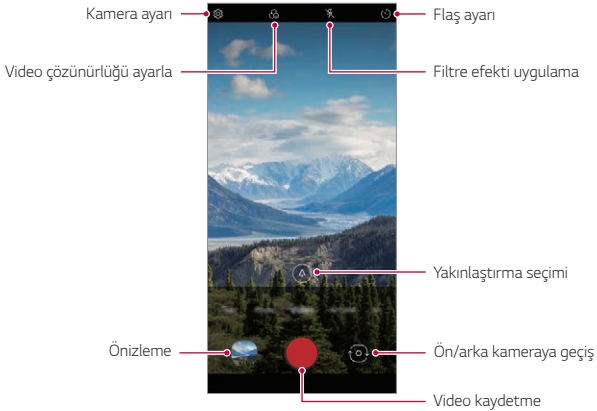 Kamera ayarı
Flaş ayarı
Video çözünürlüğü ayarla
Filtre efekti uygulama
Yakınlaştırma seçimi
Önizleme
Ön/arka kameraya geçiş
Video kaydetme